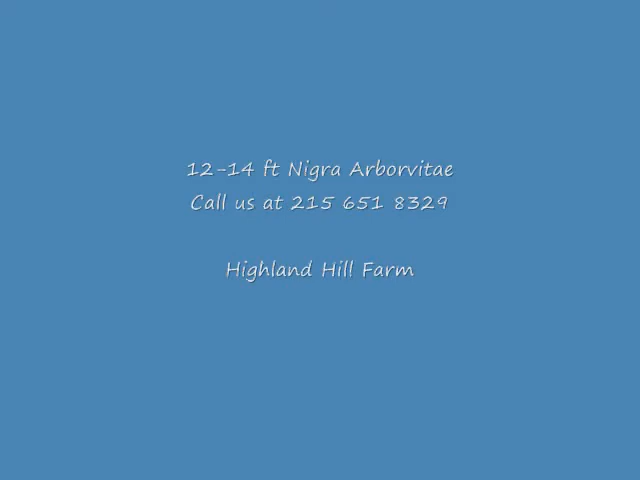 12-14 ft Nigra Arborvitae
Call us at 215 651 8329
Highland Hill Farm